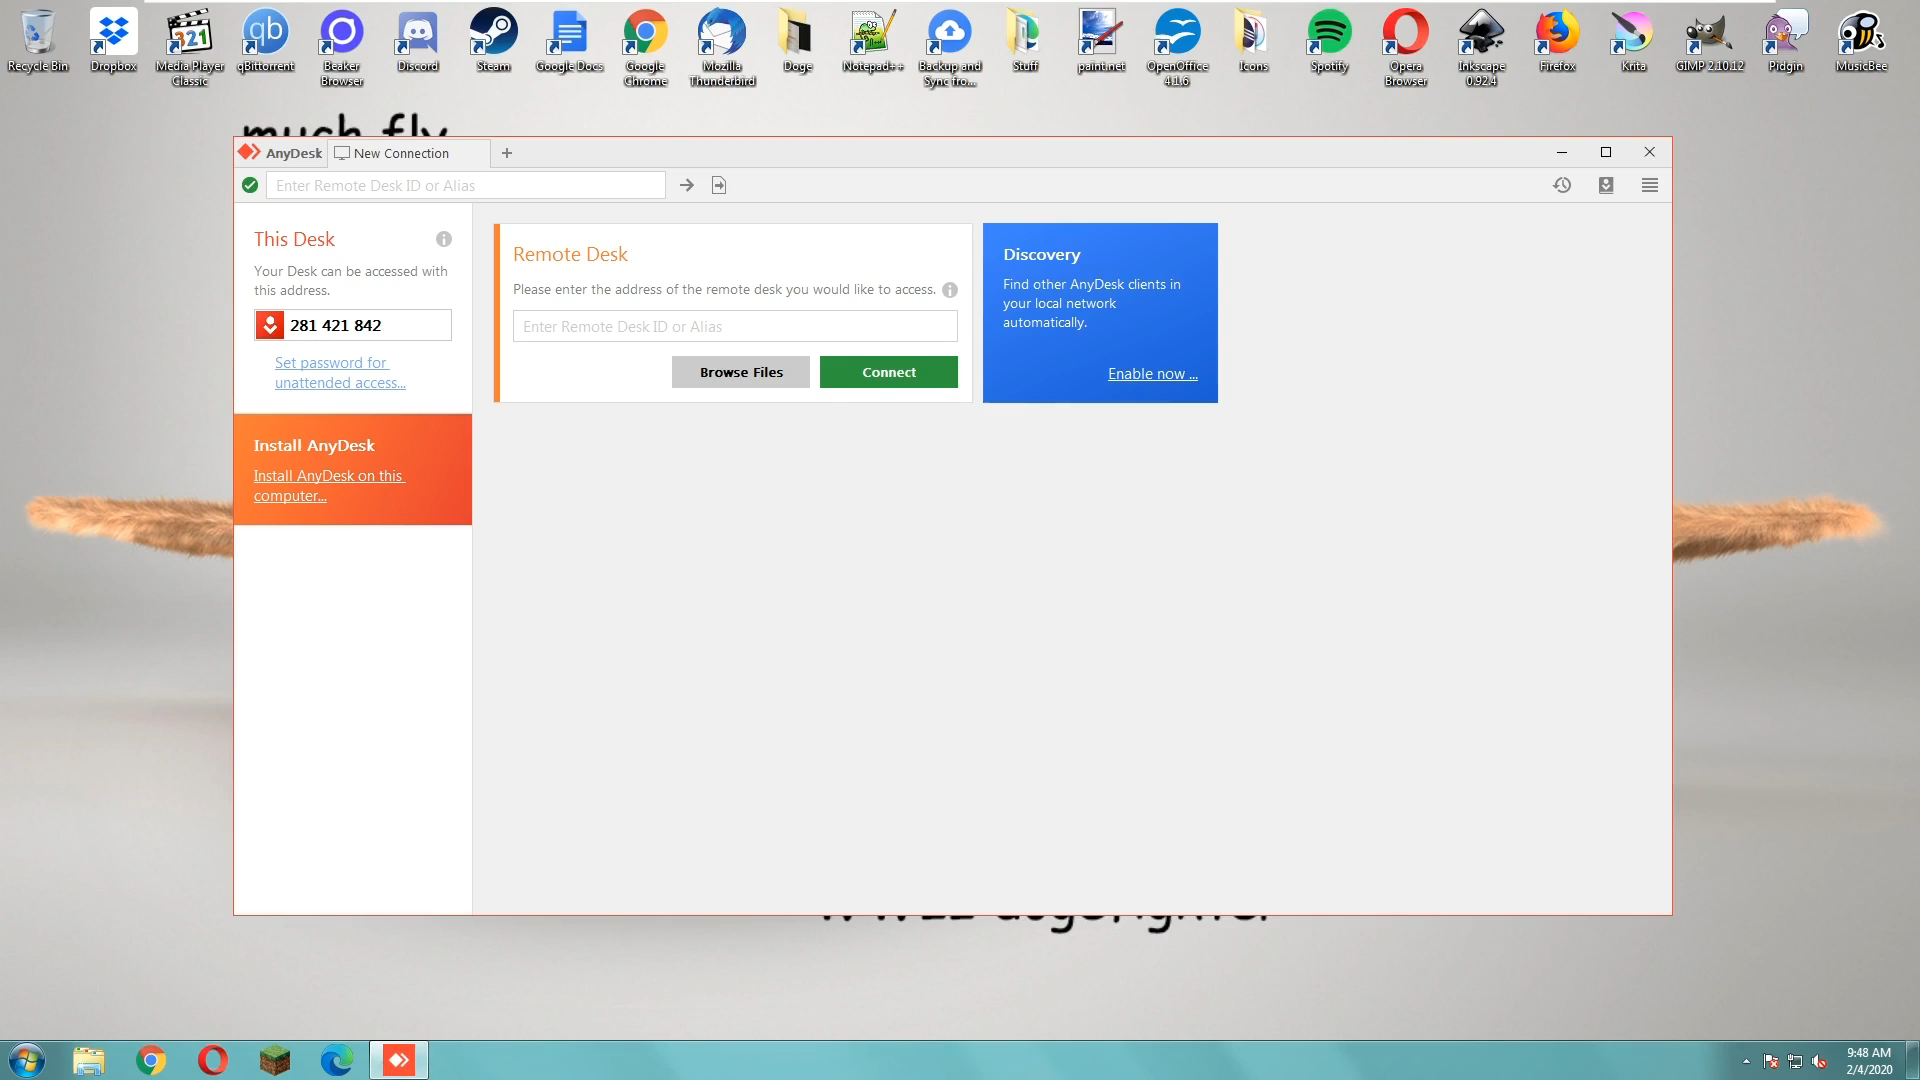 Recycle Bin
Dropbox
Media Player
Classic
qBittorrent
Beaker
Browser
Discord
Steam
Google Docs
Google
Chrome
Mozilla
Thunderbird
Doge
Notepad++
Backup and
Sync fro...
Stuff
paint.net
OpenOffice
4.1.6
Icons
Spotify
Opera
Browser
Inkscape
0.92.4
Firefox
Krita
GIMP 2.10.12
Pidgin
MusicBee
much fly
AnyDesk
New Connection
Enter Remote Desk ID or Alias
This Desk
Your Desk can be accessed with
this address.
281 421 842
Set password for
unattended access...
Install AnyDesk
Install AnyDesk on this
computer...
Remote Desk
Please enter the address of the remote desk you would like to access.
Enter Remote Desk ID or Alias
Browse Files
Connect
Discovery
Find other AnyDesk clients in
your local network
automatically.
Enable now ...
9:48 AM
2/4/2020